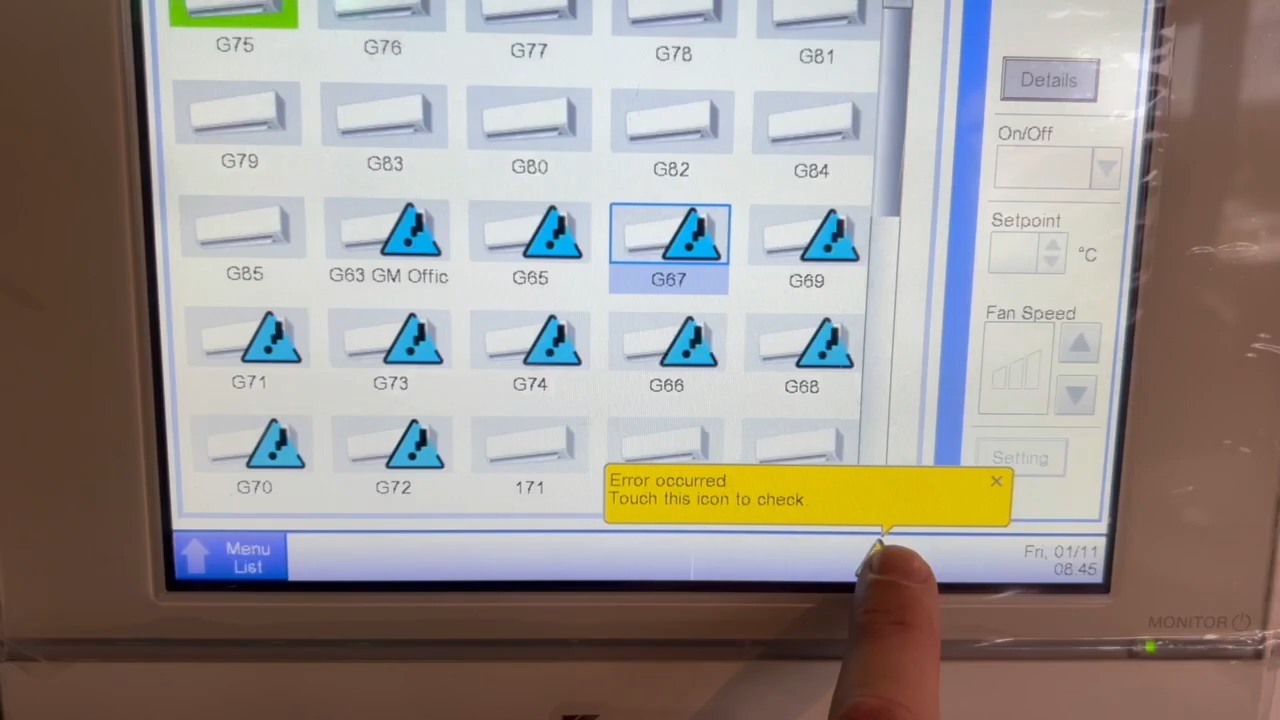 G75
G76
G77
G78
G81
Details
On/Off
G79
G83
G80
G82
G84
Setpoint
°C
G85
G63 GM Offic
G65
G67
G69
Fan Speed
G71
G73
G74
G66
G68
Setting
G70
G72
171
Error occurred
Touch this icon to check.
Menu
List
Fri, 01/11
08:45
MONITOR